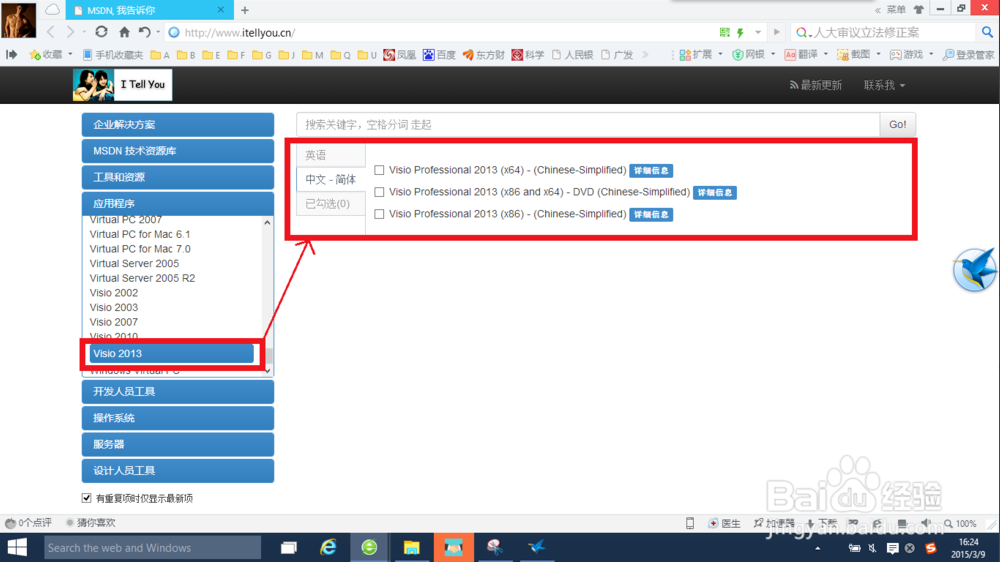 MSDN, 我告诉你
菜单
http://www.itellyou.cn/
人大审议立法修正案
收藏 手机收藏夹 A B E F G J M Q U 凤凰 百度 东方财 科学 人民银 广发 扩展 网银 翻译 截图 游戏 登录管家
I Tell You
最新更新 联系我
企业解决方案
MSDN 技术资源库
工具和资源
应用程序
Virtual PC 2007
Virtual PC for Mac 6.1
Virtual PC for Mac 7.0
Virtual Server 2005
Virtual Server 2005 R2
Visio 2002
Visio 2003
Visio 2007
Visio 2010
Visio 2013
Windows Virtual PC
开发人员工具
操作系统
服务器
设计人员工具
有重复项时仅显示最新项
搜索关键字，空格分词 走起 Go!
英语
中文 - 简体
已勾选(0)
Visio Professional 2013 (x64) - (Chinese-Simplified) 详细信息
Visio Professional 2013 (x86 and x64) - DVD (Chinese-Simplified) 详细信息
Visio Professional 2013 (x86) - (Chinese-Simplified) 详细信息
Baidu 经验
jingyan.baidu.com
0个点评 猜你喜欢 医生 加速器 下载 100%
Search the web and Windows
16:24
2015/3/9